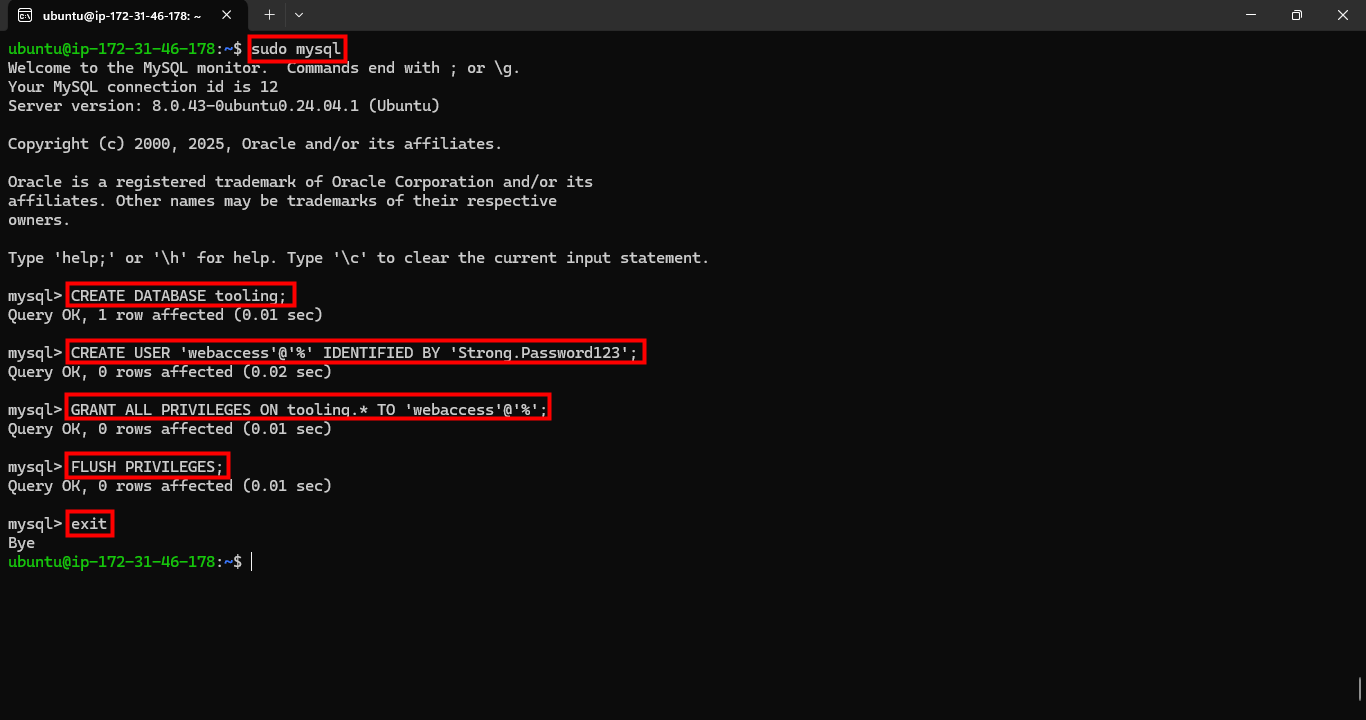 ubuntu@ip-172-31-46-178: ~
ubuntu@ip-172-31-46-178:~$ sudo mysql
Welcome to the MySQL monitor.  Commands end with ; or \g.
Your MySQL connection id is 12
Server version: 8.0.43-0ubuntu0.24.04.1 (Ubuntu)

Copyright (c) 2000, 2025, Oracle and/or its affiliates.

Oracle is a registered trademark of Oracle Corporation and/or its
affiliates. Other names may be trademarks of their respective
owners.

Type 'help;' or '\h' for help. Type '\c' to clear the current input statement.

mysql> CREATE DATABASE tooling;
Query OK, 1 row affected (0.01 sec)

mysql> CREATE USER 'webaccess'@'%' IDENTIFIED BY 'Strong.Password123';
Query OK, 0 rows affected (0.02 sec)

mysql> GRANT ALL PRIVILEGES ON tooling.* TO 'webaccess'@'%';
Query OK, 0 rows affected (0.01 sec)

mysql> FLUSH PRIVILEGES;
Query OK, 0 rows affected (0.01 sec)

mysql> exit
Bye
ubuntu@ip-172-31-46-178:~$